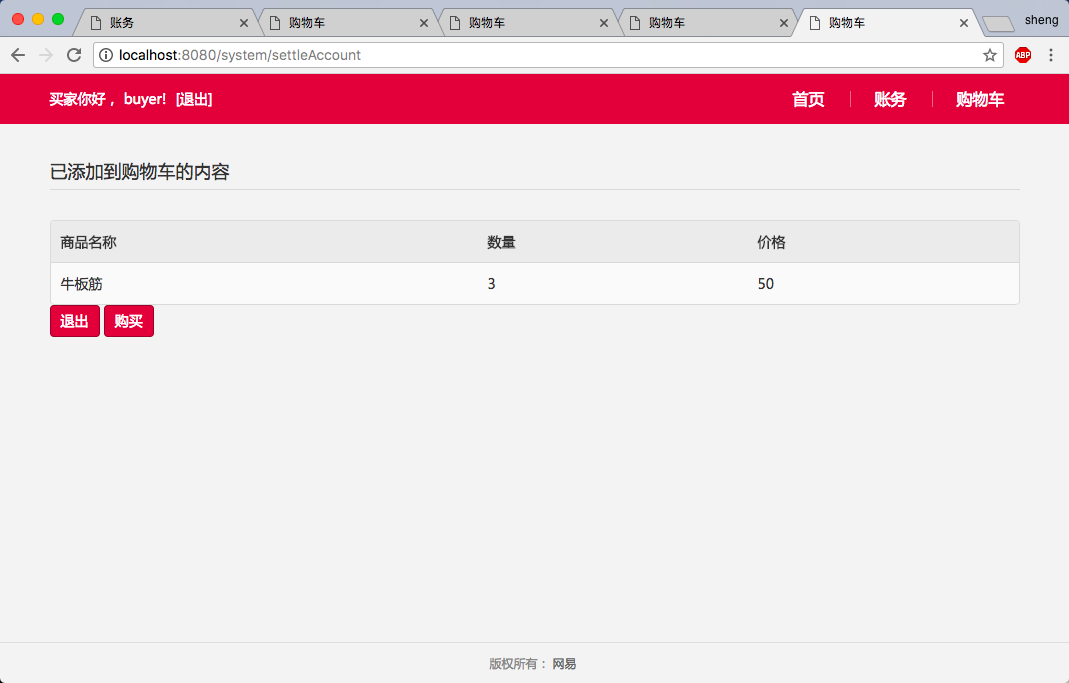 账务 购物车 购物车 购物车 购物车 sheng
localhost:8080/system/settleAccount ABP
买家你好， buyer! [退出] 首页 账务 购物车
已添加到购物车的内容
商品名称 数量 价格
牛板筋 3 50
退出 购买
版权所有：网易